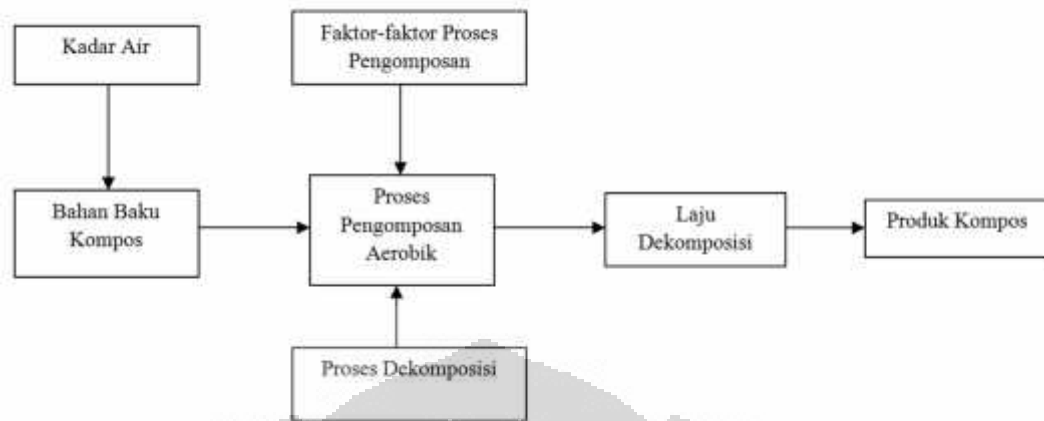 Kadar Air
Faktor-faktor Proses
Pengomposan
Bahan Baku
Kompos
Proses
Pengomposan
Aerobik
Laju
Dekomposisi
Produk Kompos
Proses Dekomposisi